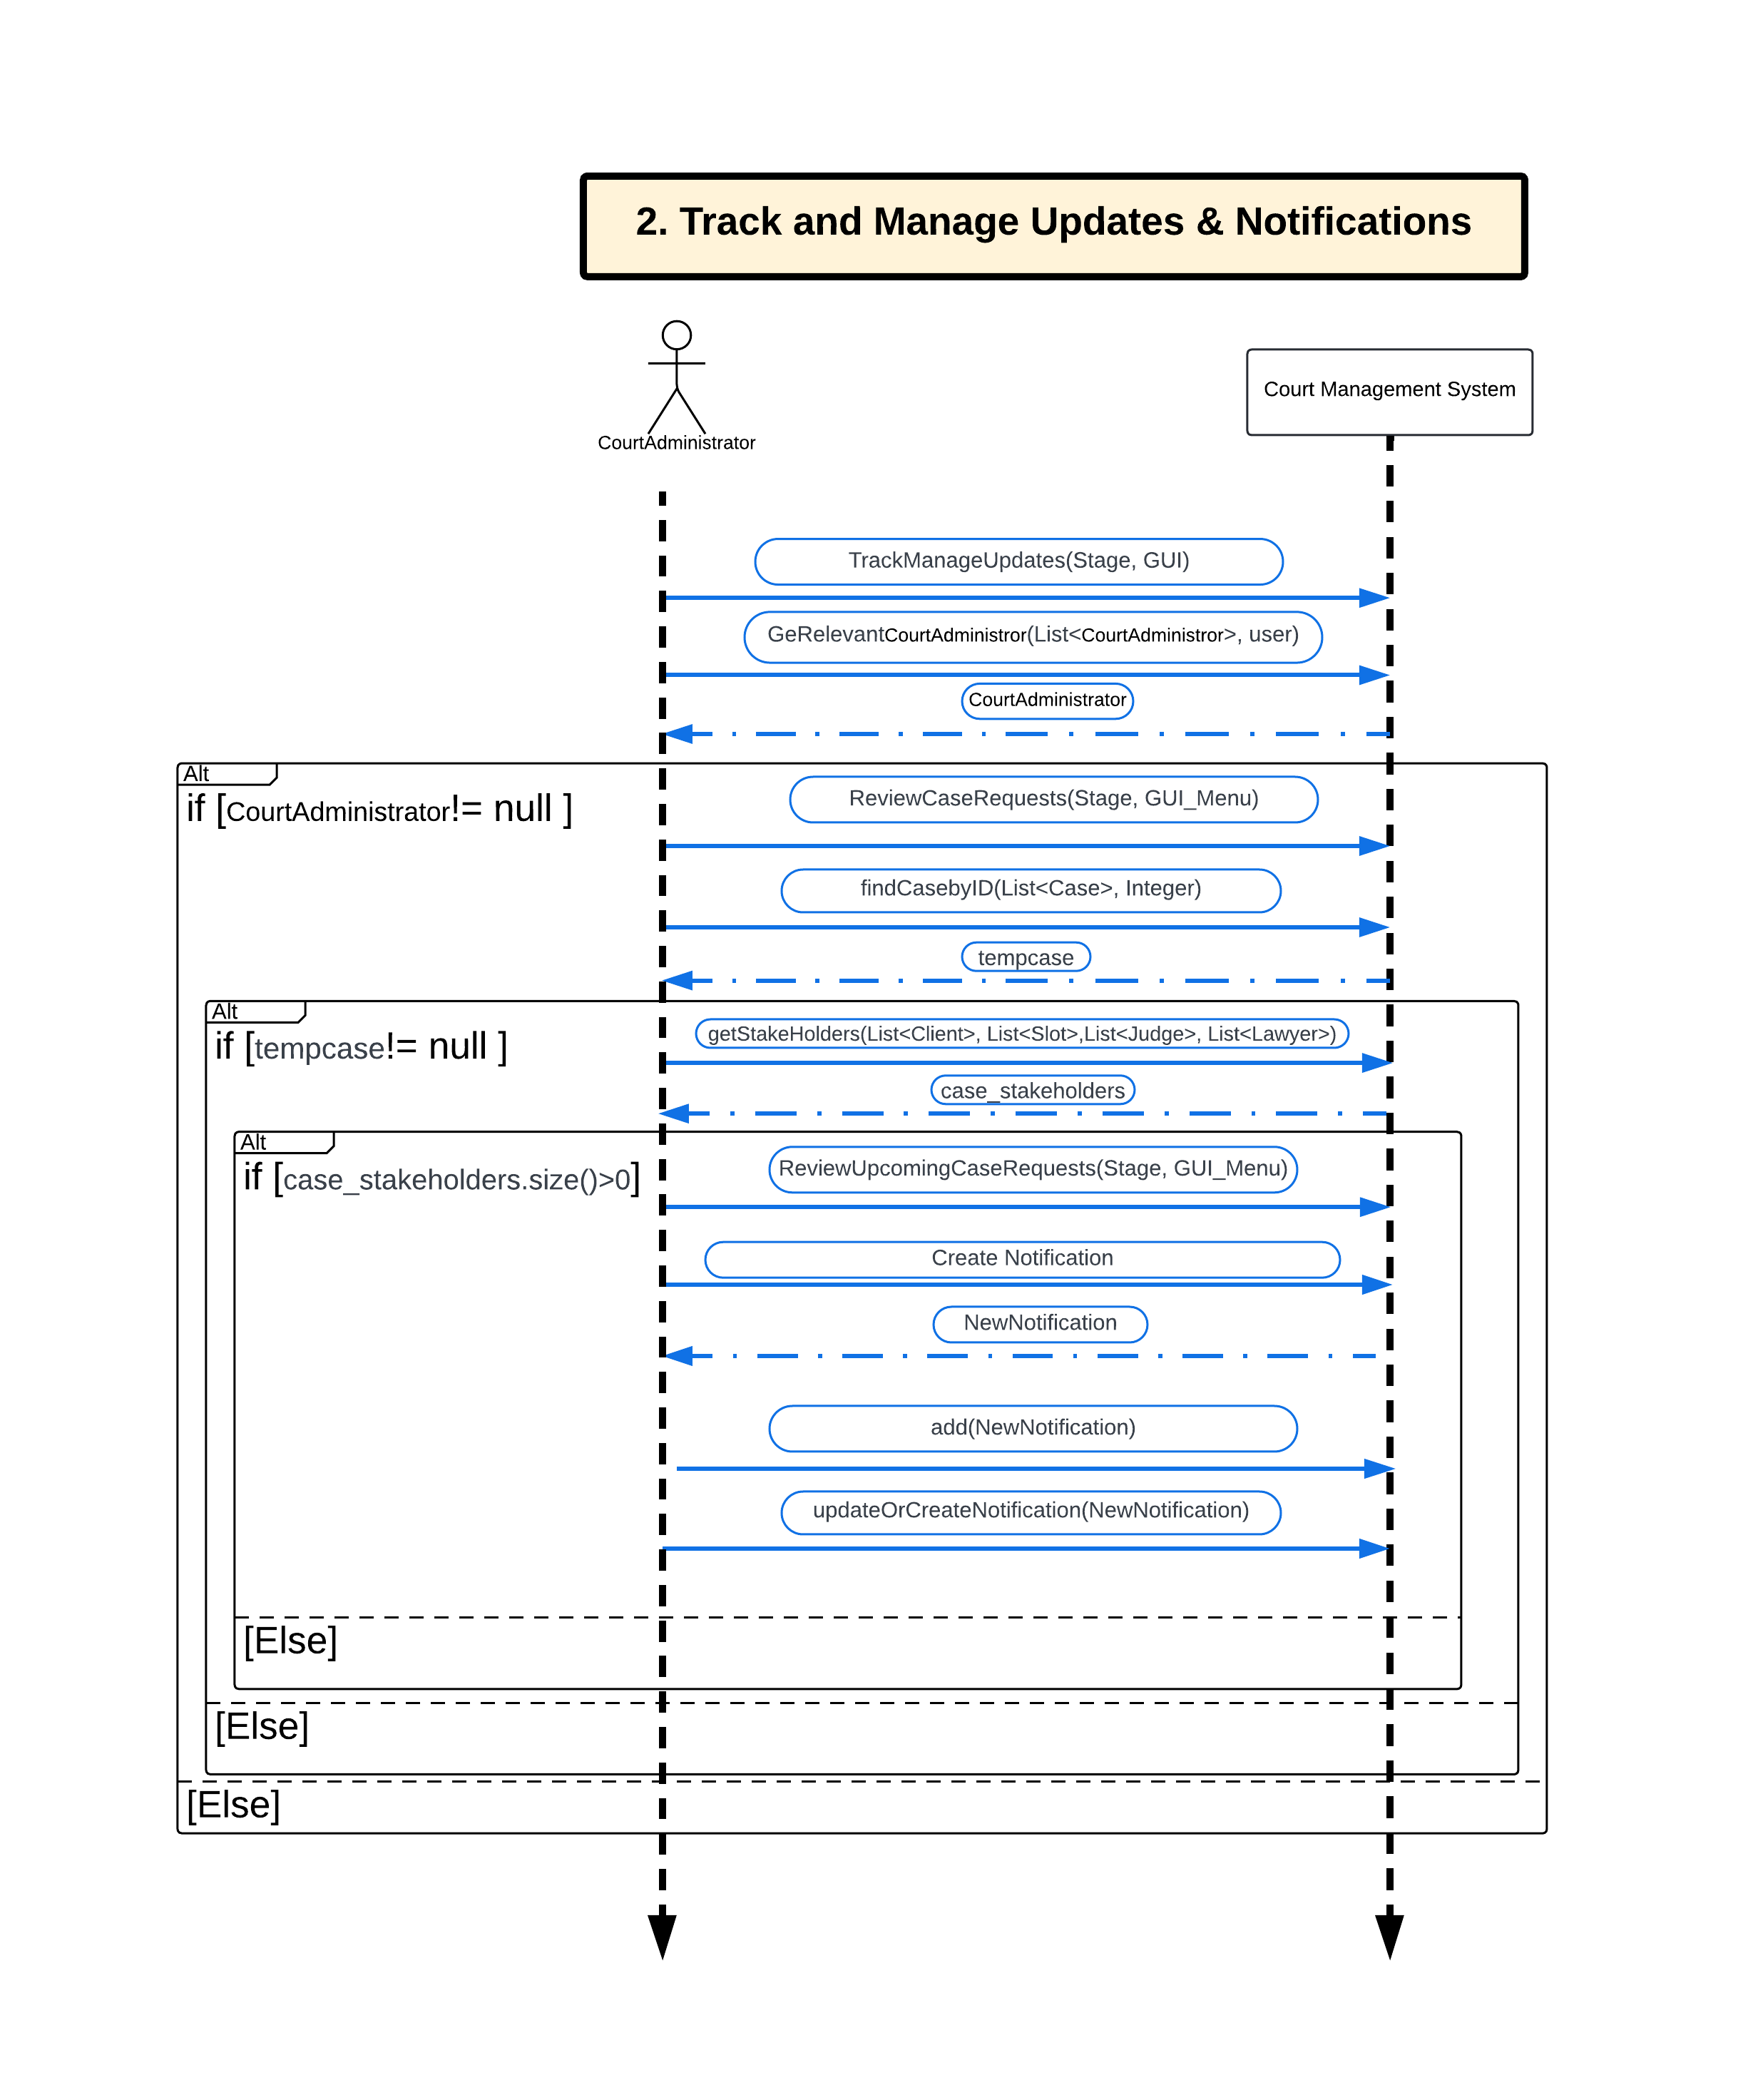 2. Track and Manage Updates & Notifications
CourtAdministrator
Court Management System
TrackManageUpdates(Stage, GUI)
GeRelevantCourtAdministror(List<CourtAdministror>, user)
CourtAdministrator
Alt
if [CourtAdministrator!= null ]
ReviewCaseRequests(Stage, GUI_Menu)
findCasebyID(List<Case>, Integer)
tempcase
Alt
if [tempcase!= null ]
getStakeHolders(List<Client>, List<Slot>,List<Judge>, List<Lawyer>)
case_stakeholders
Alt
if [case_stakeholders.size()>0]
ReviewUpcomingCaseRequests(Stage, GUI_Menu)
Create Notification
NewNotification
add(NewNotification)
updateOrCreateNotification(NewNotification)
[Else]
[Else]
[Else]